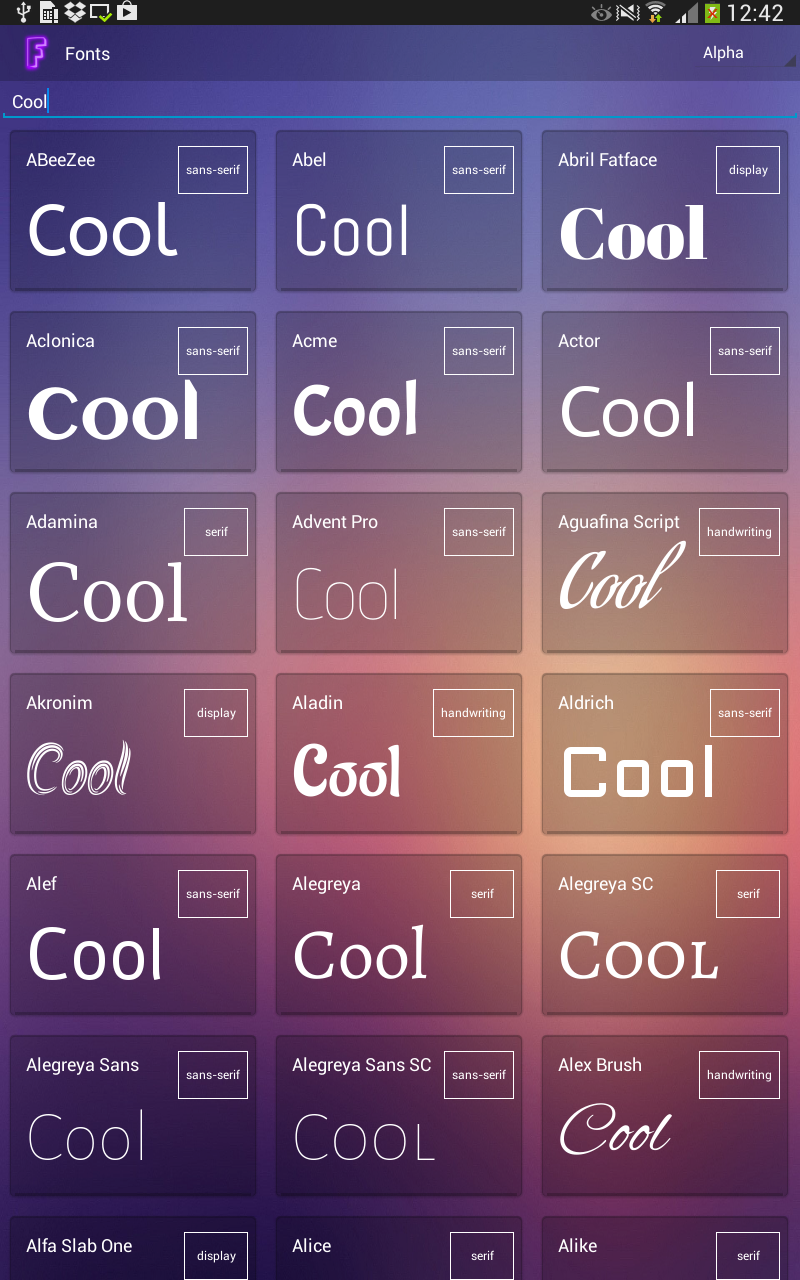 12:42
F Fonts Alpha
Cool
ABeeZee sans-serif
Cool
Abel sans-serif
Cool
Abril Fatface display
Cool
Aclonica sans-serif
Cool
Acme sans-serif
Cool
Actor sans-serif
Cool
Adamina serif
Cool
Advent Pro sans-serif
Cool
Aguafina Script handwriting
Cool
Akronim display
Cool
Aladin handwriting
Cool
Aldrich sans-serif
Cool
Alef sans-serif
Cool
Alegreya serif
Cool
Alegreya SC serif
Cool
Alegreya Sans sans-serif
Cool
Alegreya Sans SC sans-serif
Cool
Alex Brush handwriting
Cool
Alfa Slab One display
Alice serif
Alike serif